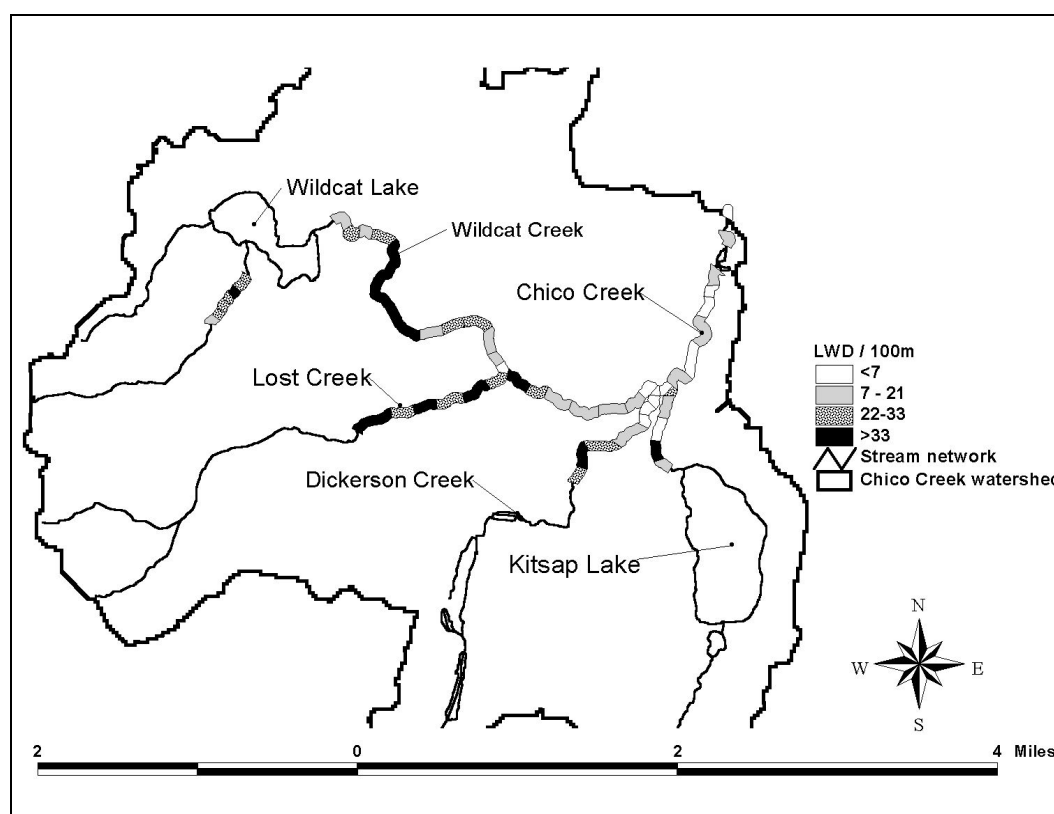 Wildcat Lake
Wildcat Creek
Chico Creek
Lost Creek
Dickerson Creek
Kitsap Lake
LWD / 100m
<7
7 - 21
22-33
>33
Stream network
Chico Creek watershed
N
W E
S
2 0 2 4 Miles